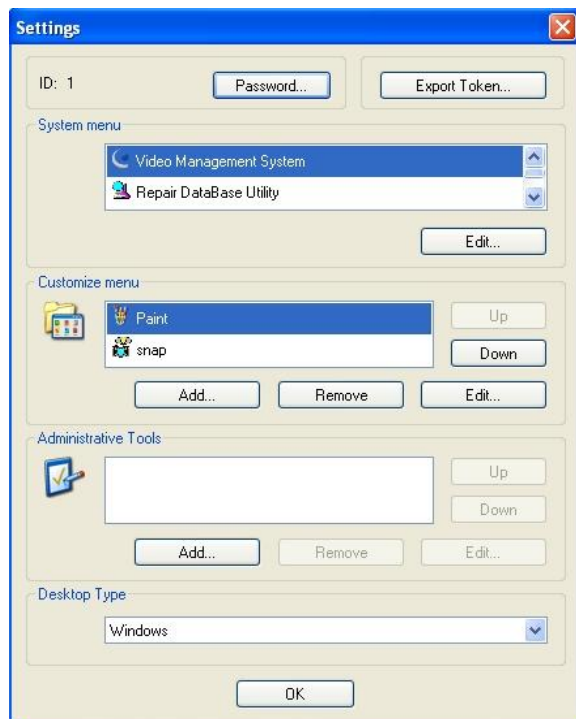 Settings
ID: 1
Password...
Export Token...
System menu
Video Management System
Repair DataBase Utility
Edit...
Customize menu
Paint
snap
Up
Down
Add...
Remove
Edit...
Administrative Tools
Up
Down
Add...
Remove
Edit...
Desktop Type
Windows
OK